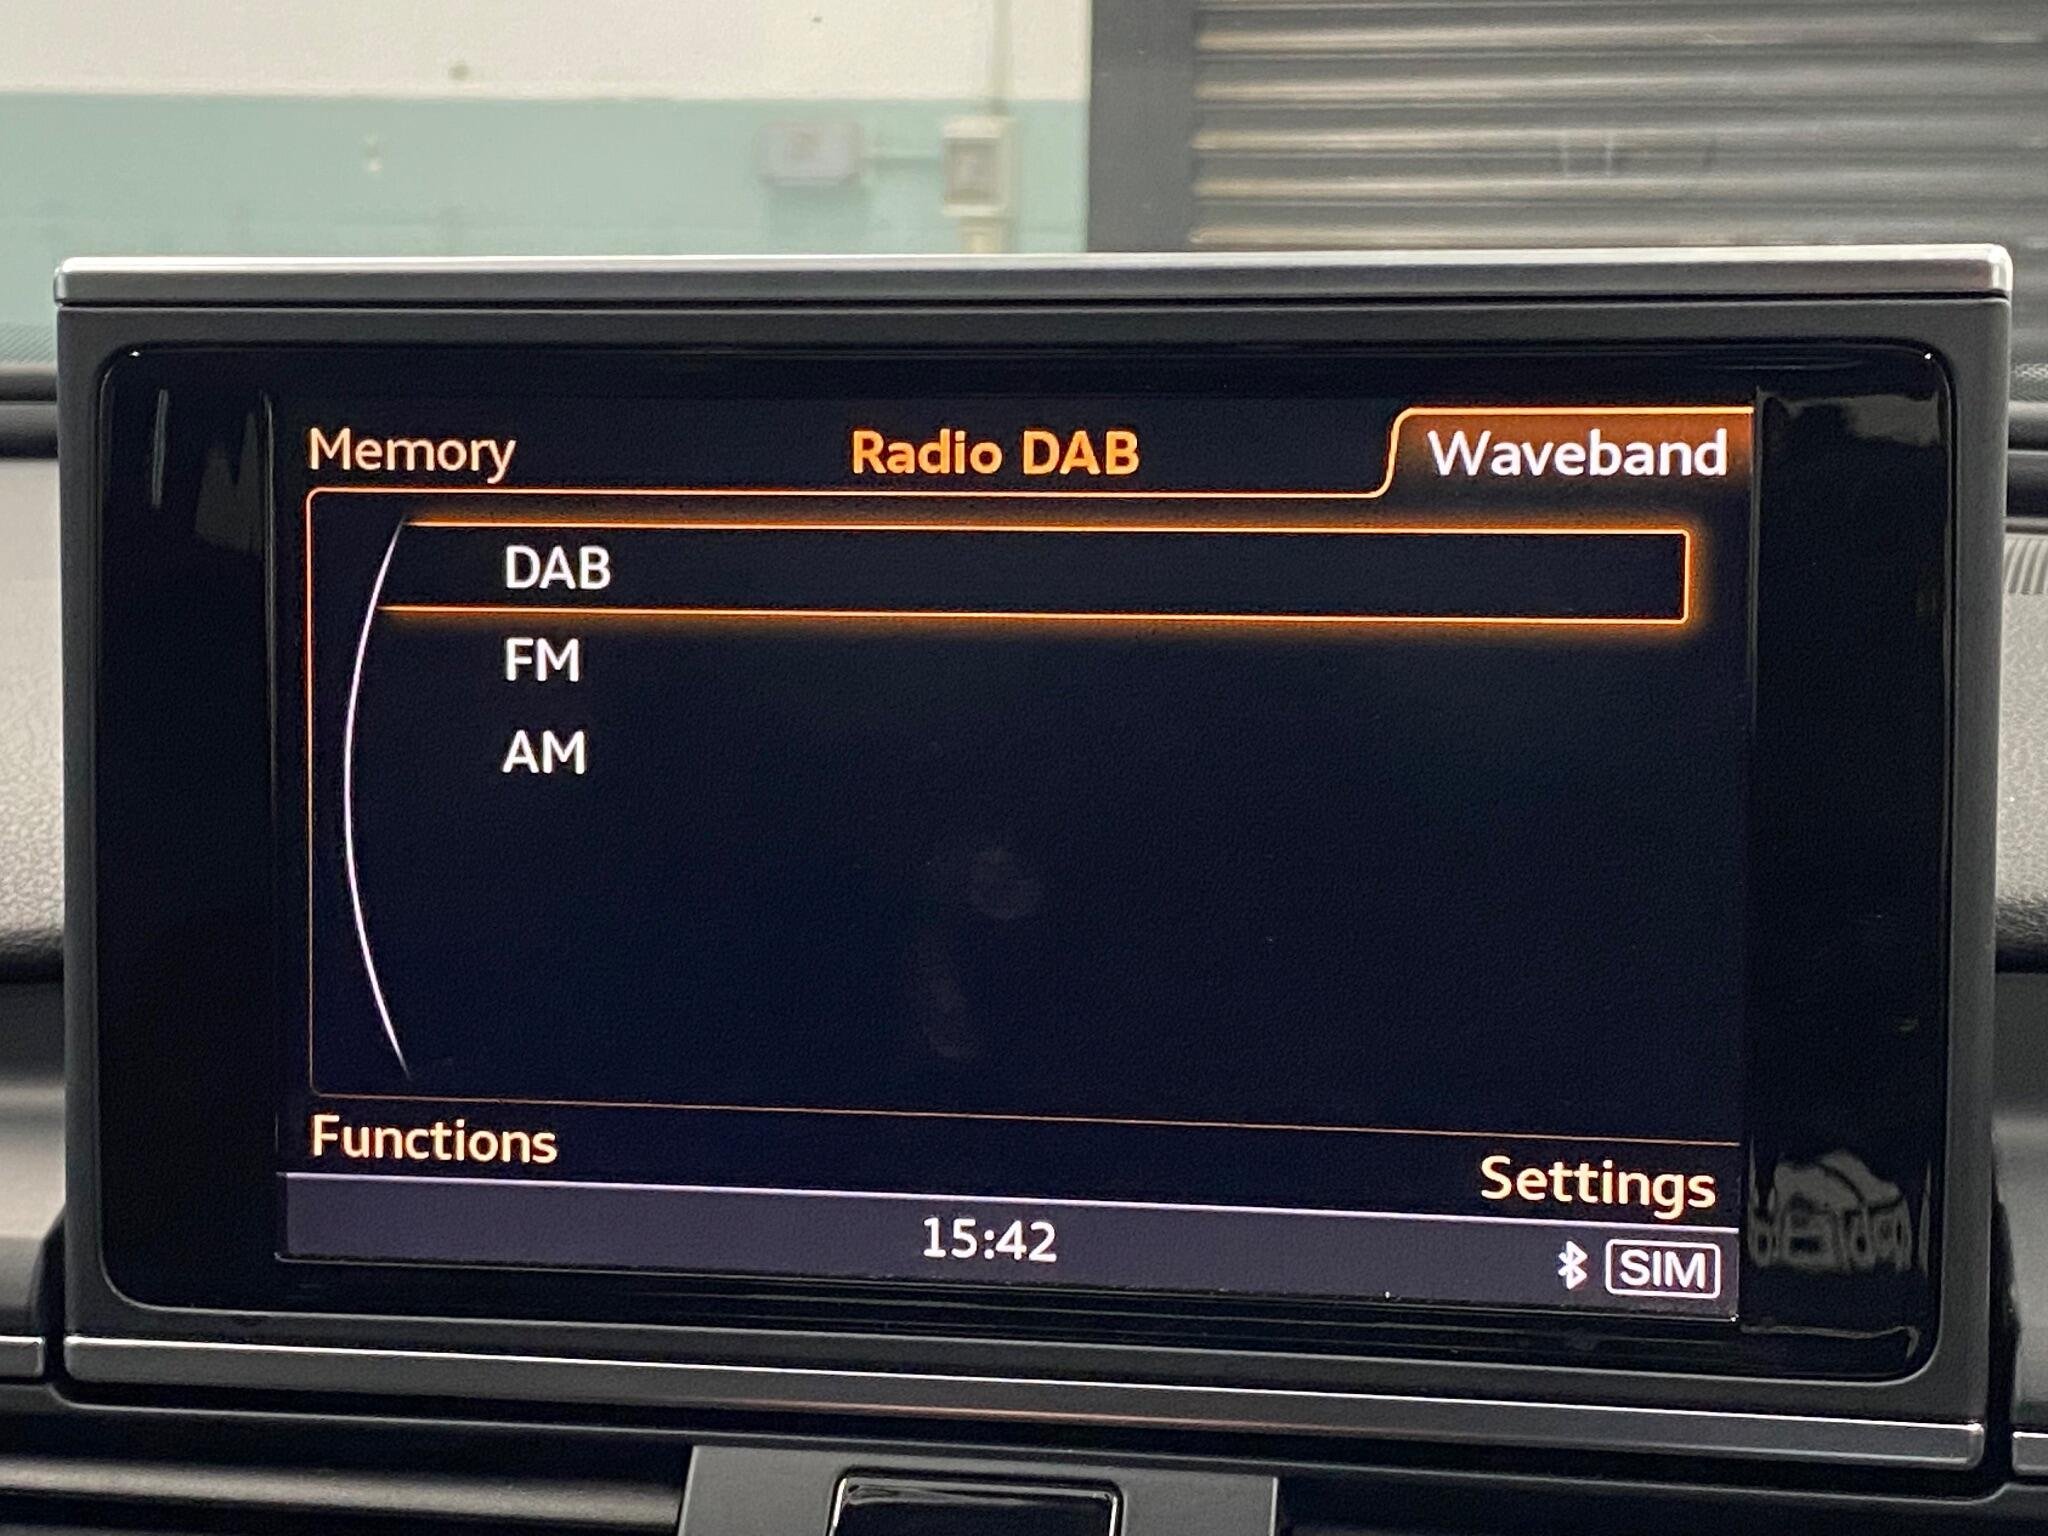 Memory Radio DAB Waveband
DAB
FM
AM
Functions
Settings
15:42
SIM